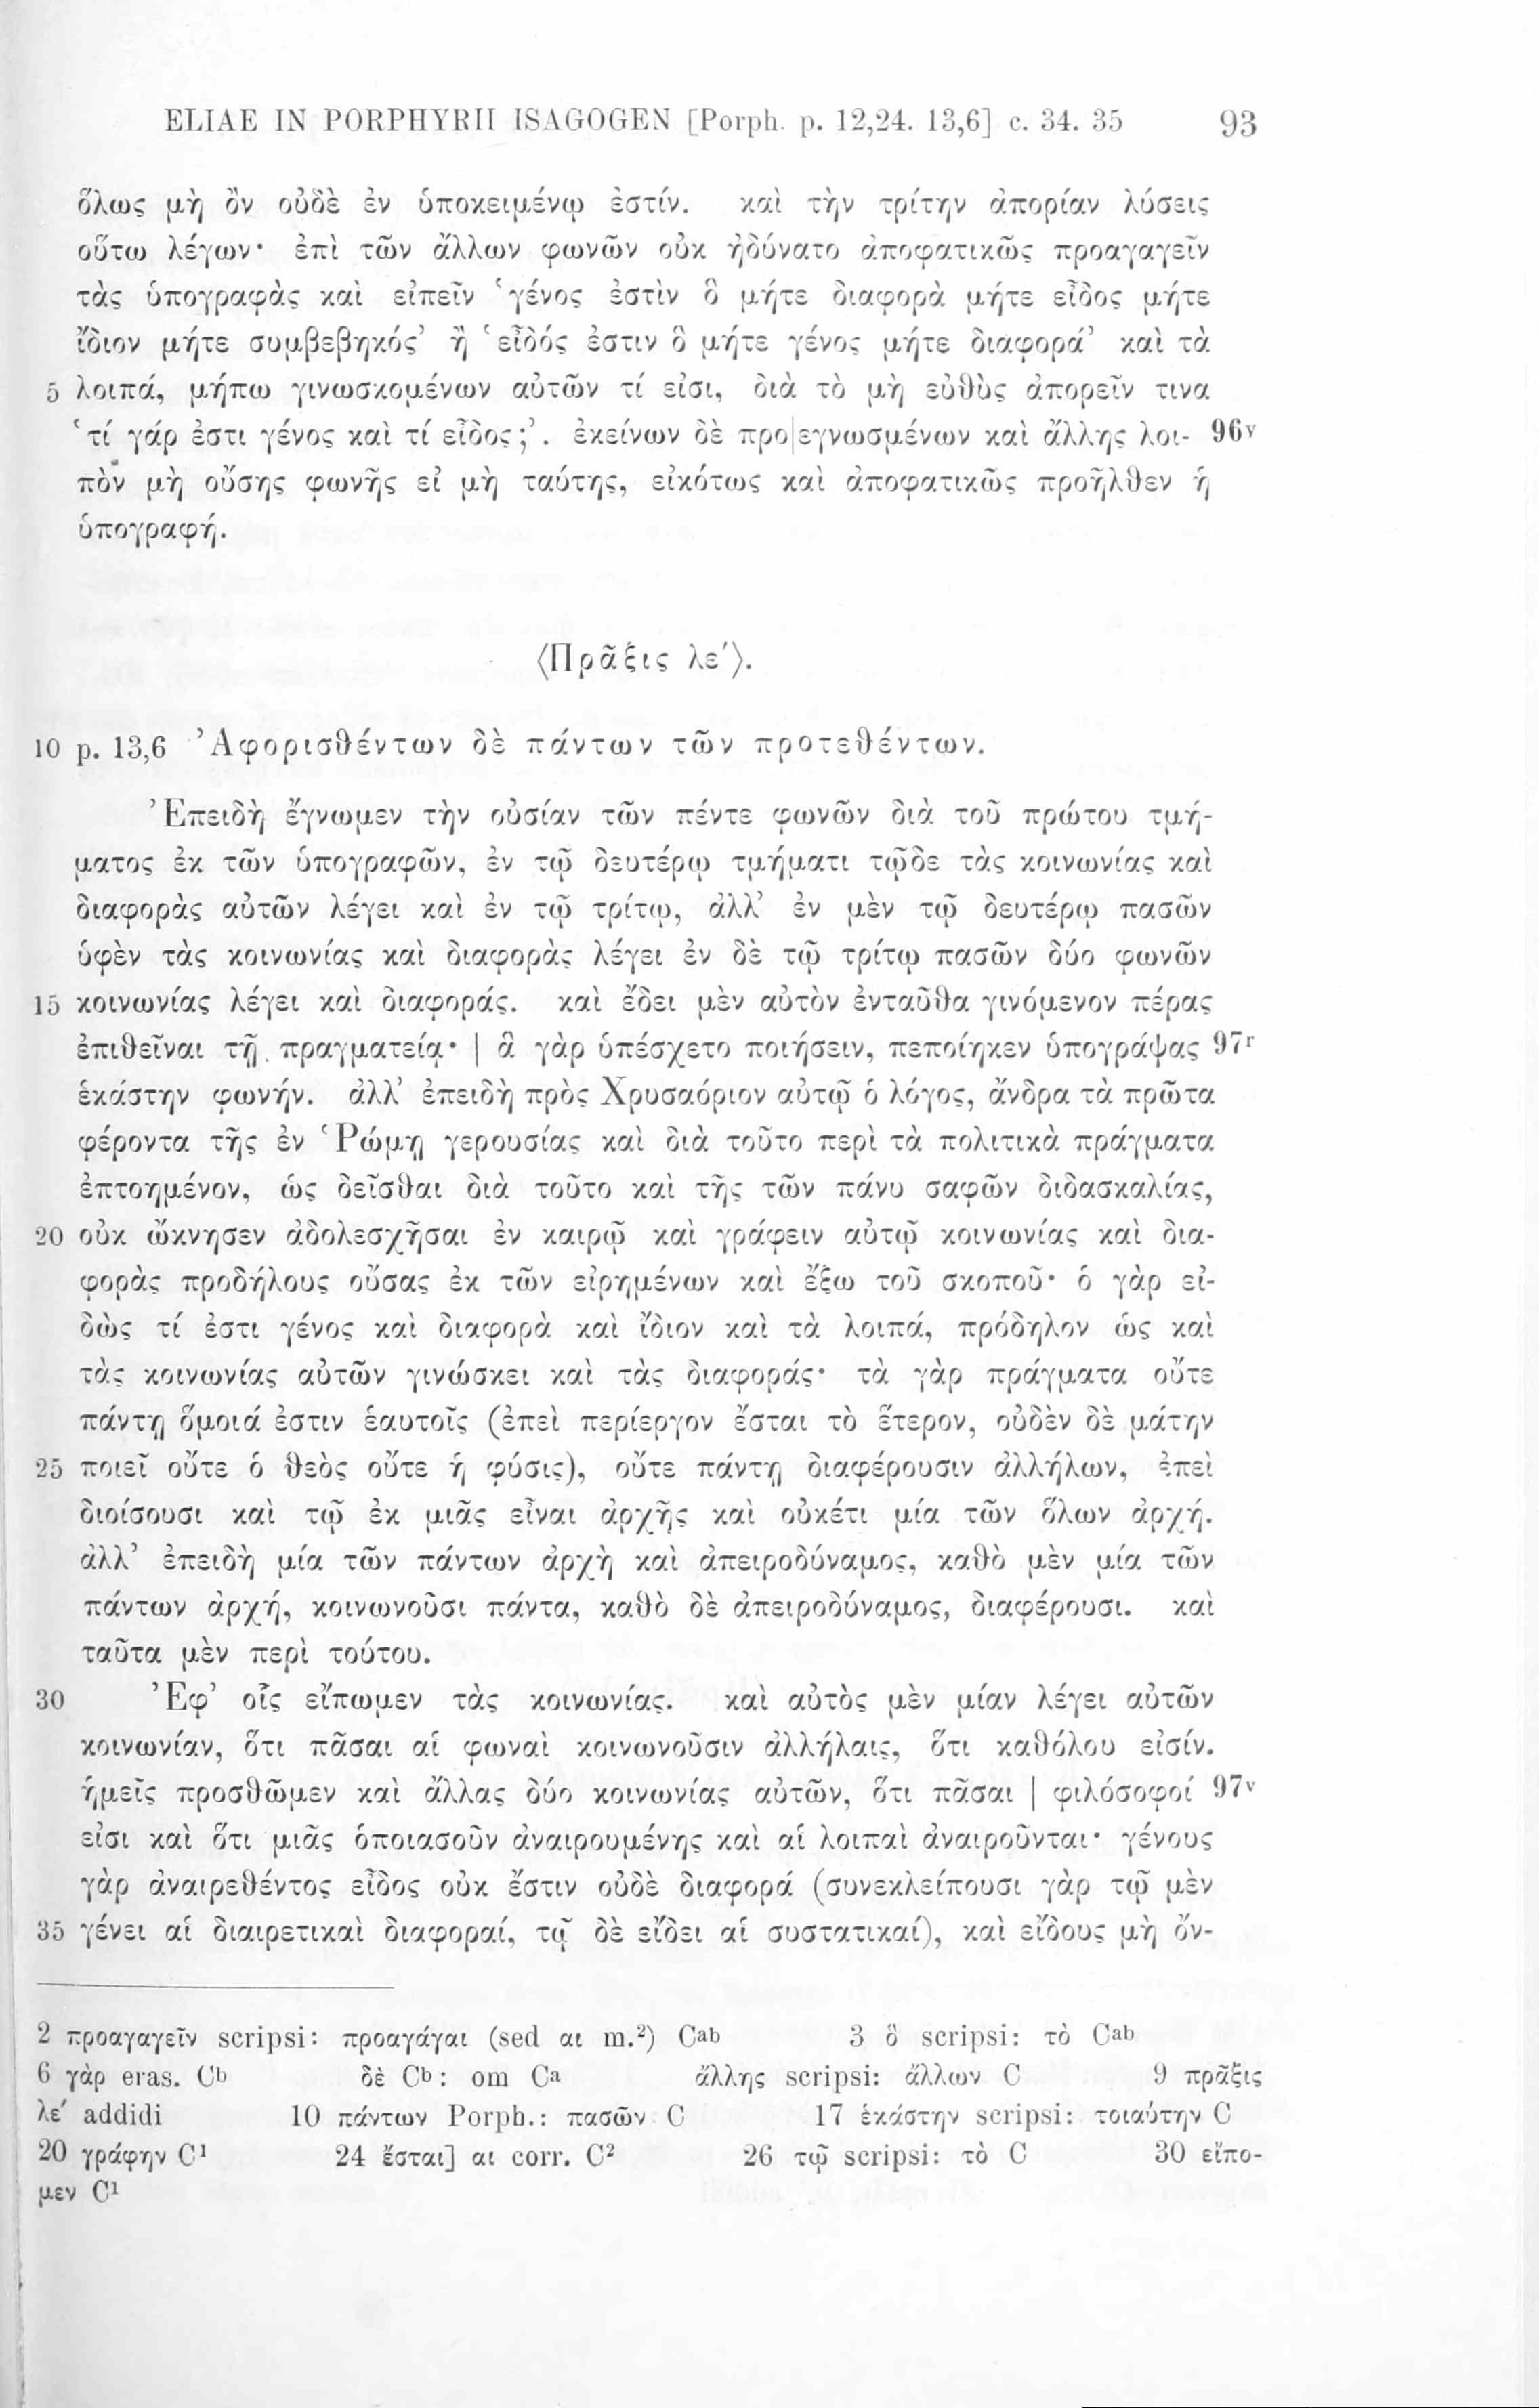 ELIAE IN PORPHYRII ISAGOGEN [Porph. p. 12,24. 13,6] c. 34. 35 93
ὅλως μὴ ὂν οὐδὲ ἐν ὑποκειμένῳ ἐστίν. καὶ τὴν τρίτην ἀπορίαν λύσεις
οὕτω λέγων· ἐπὶ τῶν ἄλλων φωνῶν οὐκ ἠδύνατο ἀποφατικῶς προαγαγεῖν
τὰς ὑπογραφὰς καὶ εἰπεῖν ‘γένος ἐστὶν ὃ μήτε διαφορὰ μήτε εἶδος μήτε
ἴδιον μήτε συμβεβηκός’ ἢ ‘εἶδός ἐστιν ὃ μήτε γένος μήτε διαφορά’ καὶ τὰ
5 λοιπά, μήπω γινωσκομένων αὐτῶν τί εἰσι, διὰ τὸ μὴ εὐθὺς ἀπορεῖν τινα
‘τί γάρ ἐστι γένος καὶ τί εἶδος;’. ἐκείνων δὲ προ|εγνωσμένων καὶ ἄλλης λοι- 96v
πὸν μὴ οὔσης φωνῆς εἰ μὴ ταύτης, εἰκότως καὶ ἀποφατικῶς προῆλθεν ἡ
ὑπογραφή.
⟨Πρᾶξις λε′⟩.
10 p. 13,6 Ἀφορισθέντων δὲ πάντων τῶν προτεθέντων.
Ἐπειδὴ ἔγνωμεν τὴν οὐσίαν τῶν πέντε φωνῶν διὰ τοῦ πρώτου τμή-
ματος ἐκ τῶν ὑπογραφῶν, ἐν τῷ δευτέρῳ τμήματι τῷδε τὰς κοινωνίας καὶ
διαφορὰς αὐτῶν λέγει καὶ ἐν τῷ τρίτῳ, ἀλλ’ ἐν μὲν τῷ δευτέρῳ πασῶν
ὑφὲν τὰς κοινωνίας καὶ διαφορὰς λέγει ἐν δὲ τῷ τρίτῳ πασῶν δύο φωνῶν
15 κοινωνίας λέγει καὶ διαφοράς. καὶ ἔδει μὲν αὐτὸν ἐνταῦθα γινόμενον πέρας
ἐπιθεῖναι τῇ πραγματείᾳ· | ἃ γὰρ ὑπέσχετο ποιήσειν, πεποίηκεν ὑπογράψας 97r
ἑκάστην φωνήν. ἀλλ’ ἐπειδὴ πρὸς Χρυσαόριον αὐτῷ ὁ λόγος, ἄνδρα τὰ πρῶτα
φέροντα τῆς ἐν Ῥώμῃ γερουσίας καὶ διὰ τοῦτο περὶ τὰ πολιτικὰ πράγματα
ἐπτοημένον, ὡς δεῖσθαι διὰ τοῦτο καὶ τῆς τῶν πάνυ σαφῶν διδασκαλίας,
20 οὐκ ὤκνησεν ἀδολεσχῆσαι ἐν καιρῷ καὶ γράφειν αὐτῷ κοινωνίας καὶ δια-
φορὰς προδήλους οὔσας ἐκ τῶν εἰρημένων καὶ ἔξω τοῦ σκοποῦ· ὁ γὰρ εἰ-
δὼς τί ἐστι γένος καὶ διαφορὰ καὶ ἴδιον καὶ τὰ λοιπά, πρόδηλον ὡς καὶ
τὰς κοινωνίας αὐτῶν γινώσκει καὶ τὰς διαφοράς· τὰ γὰρ πράγματα οὔτε
πάντῃ ὅμοιά ἐστιν ἑαυτοῖς (ἐπεὶ περίεργον ἔσται τὸ ἕτερον, οὐδὲν δὲ μάτην
25 ποιεῖ οὔτε ὁ θεὸς οὔτε ἡ φύσις), οὔτε πάντῃ διαφέρουσιν ἀλλήλων, ἐπεὶ
διοίσουσι καὶ τῷ ἐκ μιᾶς εἶναι ἀρχῆς καὶ οὐκέτι μία τῶν ὅλων ἀρχή.
ἀλλ’ ἐπειδὴ μία τῶν πάντων ἀρχὴ καὶ ἀπειροδύναμος, καθὸ μὲν μία τῶν
πάντων ἀρχή, κοινωνοῦσι πάντα, καθὸ δὲ ἀπειροδύναμος, διαφέρουσι. καὶ
ταῦτα μὲν περὶ τούτου.
30 Ἐφ’ οἷς εἴπωμεν τὰς κοινωνίας. καὶ αὐτὸς μὲν μίαν λέγει αὐτῶν
κοινωνίαν, ὅτι πᾶσαι αἱ φωναὶ κοινωνοῦσιν ἀλλήλαις, ὅτι καθόλου εἰσίν.
ἡμεῖς προσθῶμεν καὶ ἄλλας δύο κοινωνίας αὐτῶν, ὅτι πᾶσαι | φιλόσοφοί 97v
εἰσι καὶ ὅτι μιᾶς ὁποιασοῦν ἀναιρουμένης καὶ αἱ λοιπαὶ ἀναιροῦνται· γένους
γὰρ ἀναιρεθέντος εἶδος οὐκ ἔστιν οὐδὲ διαφορά (συνεκλείπουσι γὰρ τῷ μὲν
35 γένει αἱ διαιρετικαὶ διαφοραί, τῷ δὲ εἴδει αἱ συστατικαί), καὶ εἴδους μὴ ὄν-
2 προαγαγεῖν scripsi: προαγάγαι (sed αι m.²) Cab 3 ὃ scripsi: τὸ Cab
6 γὰρ eras. Cb δὲ Cb: om Ca ἄλλης scripsi: ἄλλων C 9 πρᾶξις
λε′ addidi 10 πάντων Porph.: πασῶν C 17 ἑκάστην scripsi: τοιαύτην C
20 γράφην C¹ 24 ἔσται] αι corr. C² 26 τῷ scripsi: τὸ C 30 εἴπο-
μεν C¹